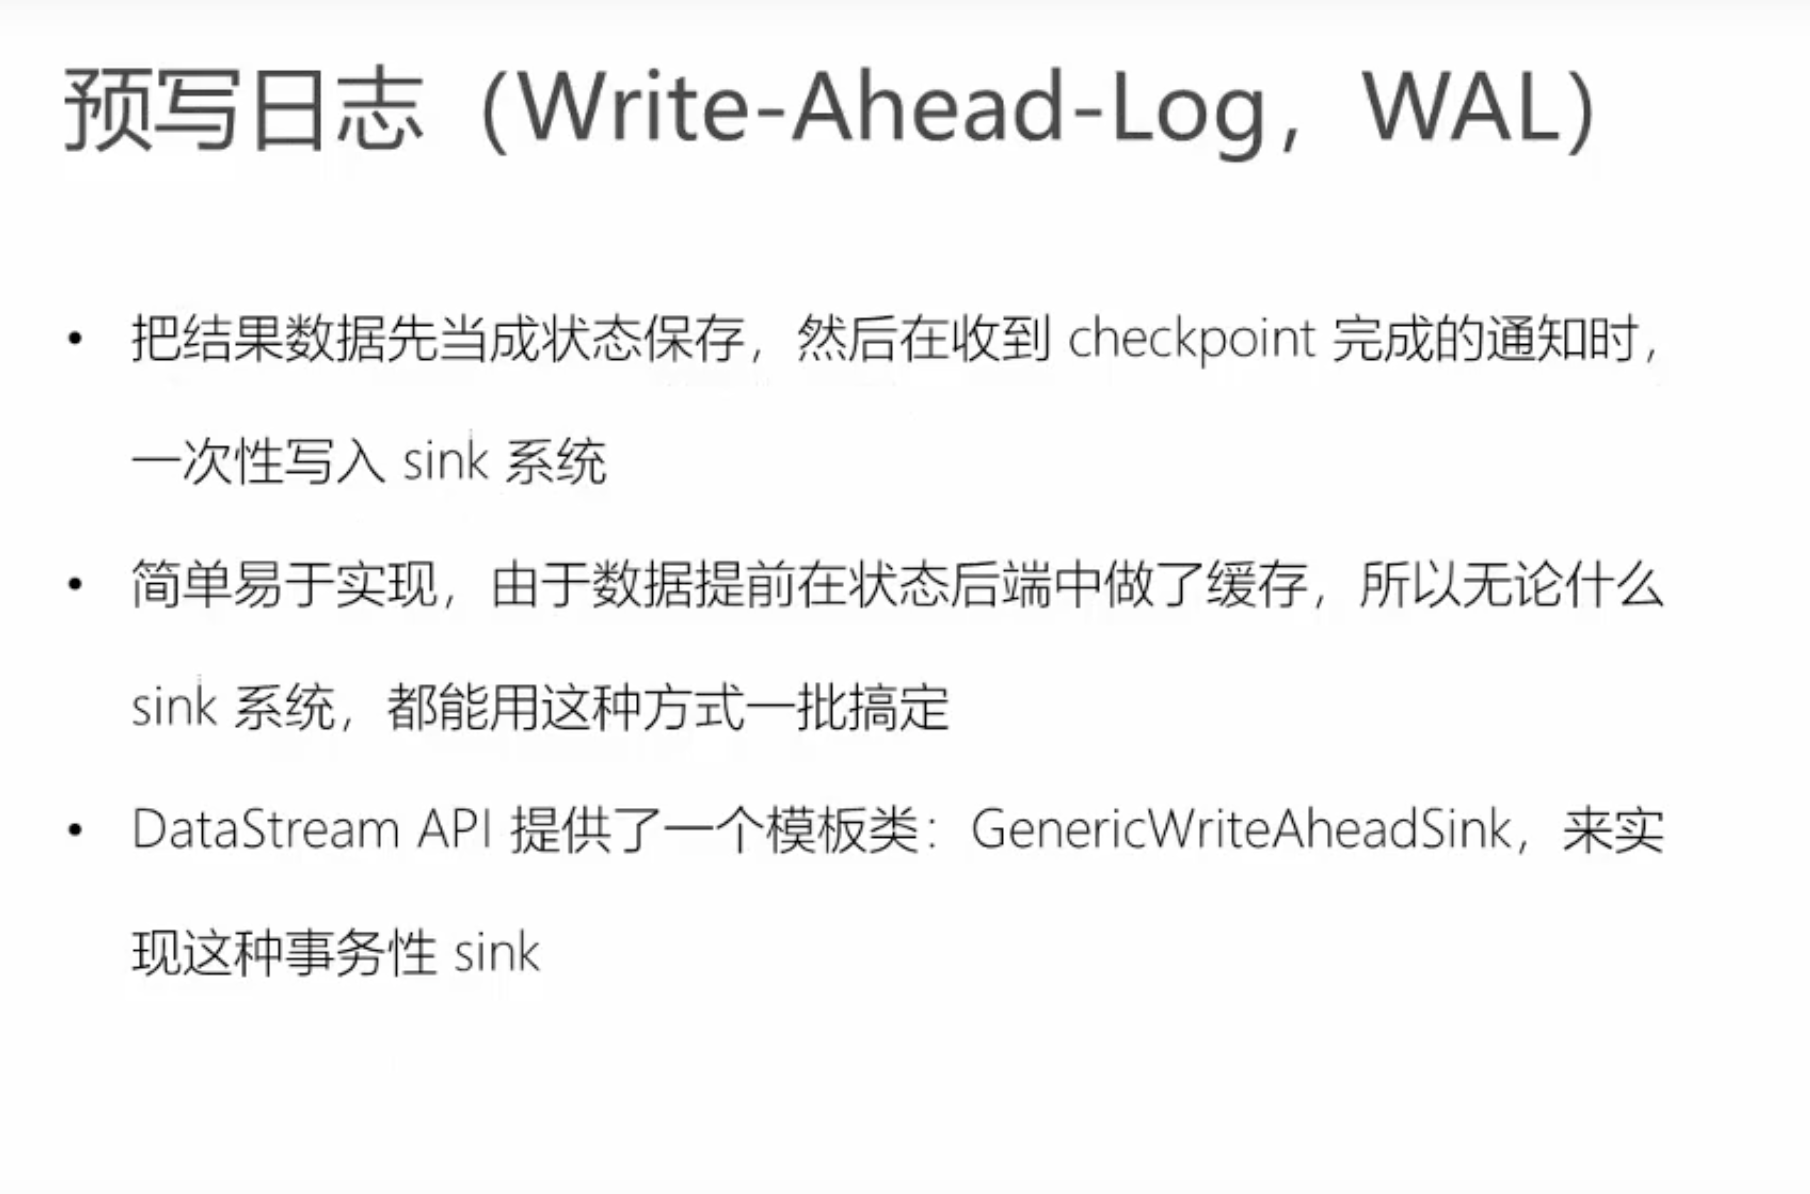 预写日志（Write-Ahead-Log，WAL）
• 把结果数据先当成状态保存，然后在收到 checkpoint 完成的通知时，
一次性写入 sink 系统
• 简单易于实现，由于数据提前在状态后端中做了缓存，所以无论什么
sink 系统，都能用这种方式一批搞定
• DataStream API 提供了一个模板类：GenericWriteAheadSink，来实
现这种事务性 sink